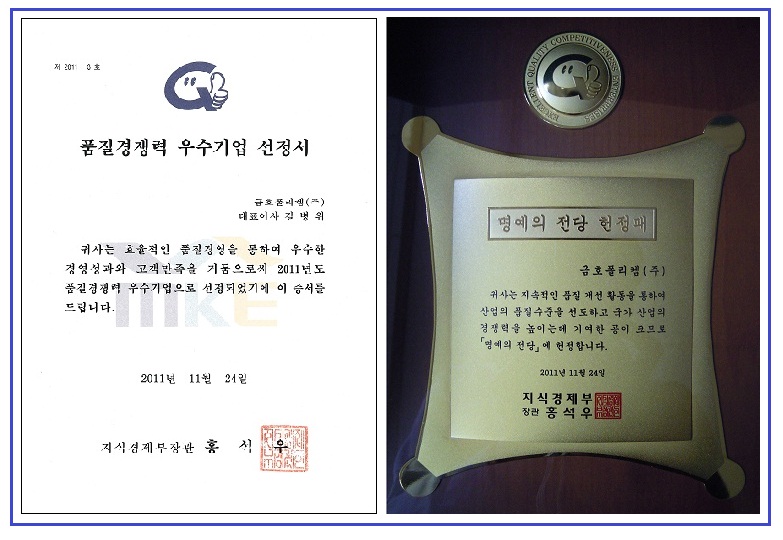 제 2011 - 3 호
품질경쟁력 우수기업 선정서
금호폴리켐(주)
대표이사 길 병 위
귀사는 효율적인 품질경영을 통하여 우수한
경영성과와 고객만족을 거둠으로써 2011년도
품질경쟁력 우수기업으로 선정되었기에 이 증서를
드립니다.
2011년 11월 24일
지식경제부장관 홍 석 우
EXCELLENT QUALITY COMPETITIVENESS ENTERPRISES
명예의 전당 헌정패
금호폴리켐(주)
귀사는 지속적인 품질 개선 활동을 통하여
산업의 품질수준을 선도하고 국가 산업의
경쟁력을 높이는데 기여한 공이 크므로
「명예의 전당」에 헌정합니다.
2011년 11월 24일
지식경제부
장관 홍석우